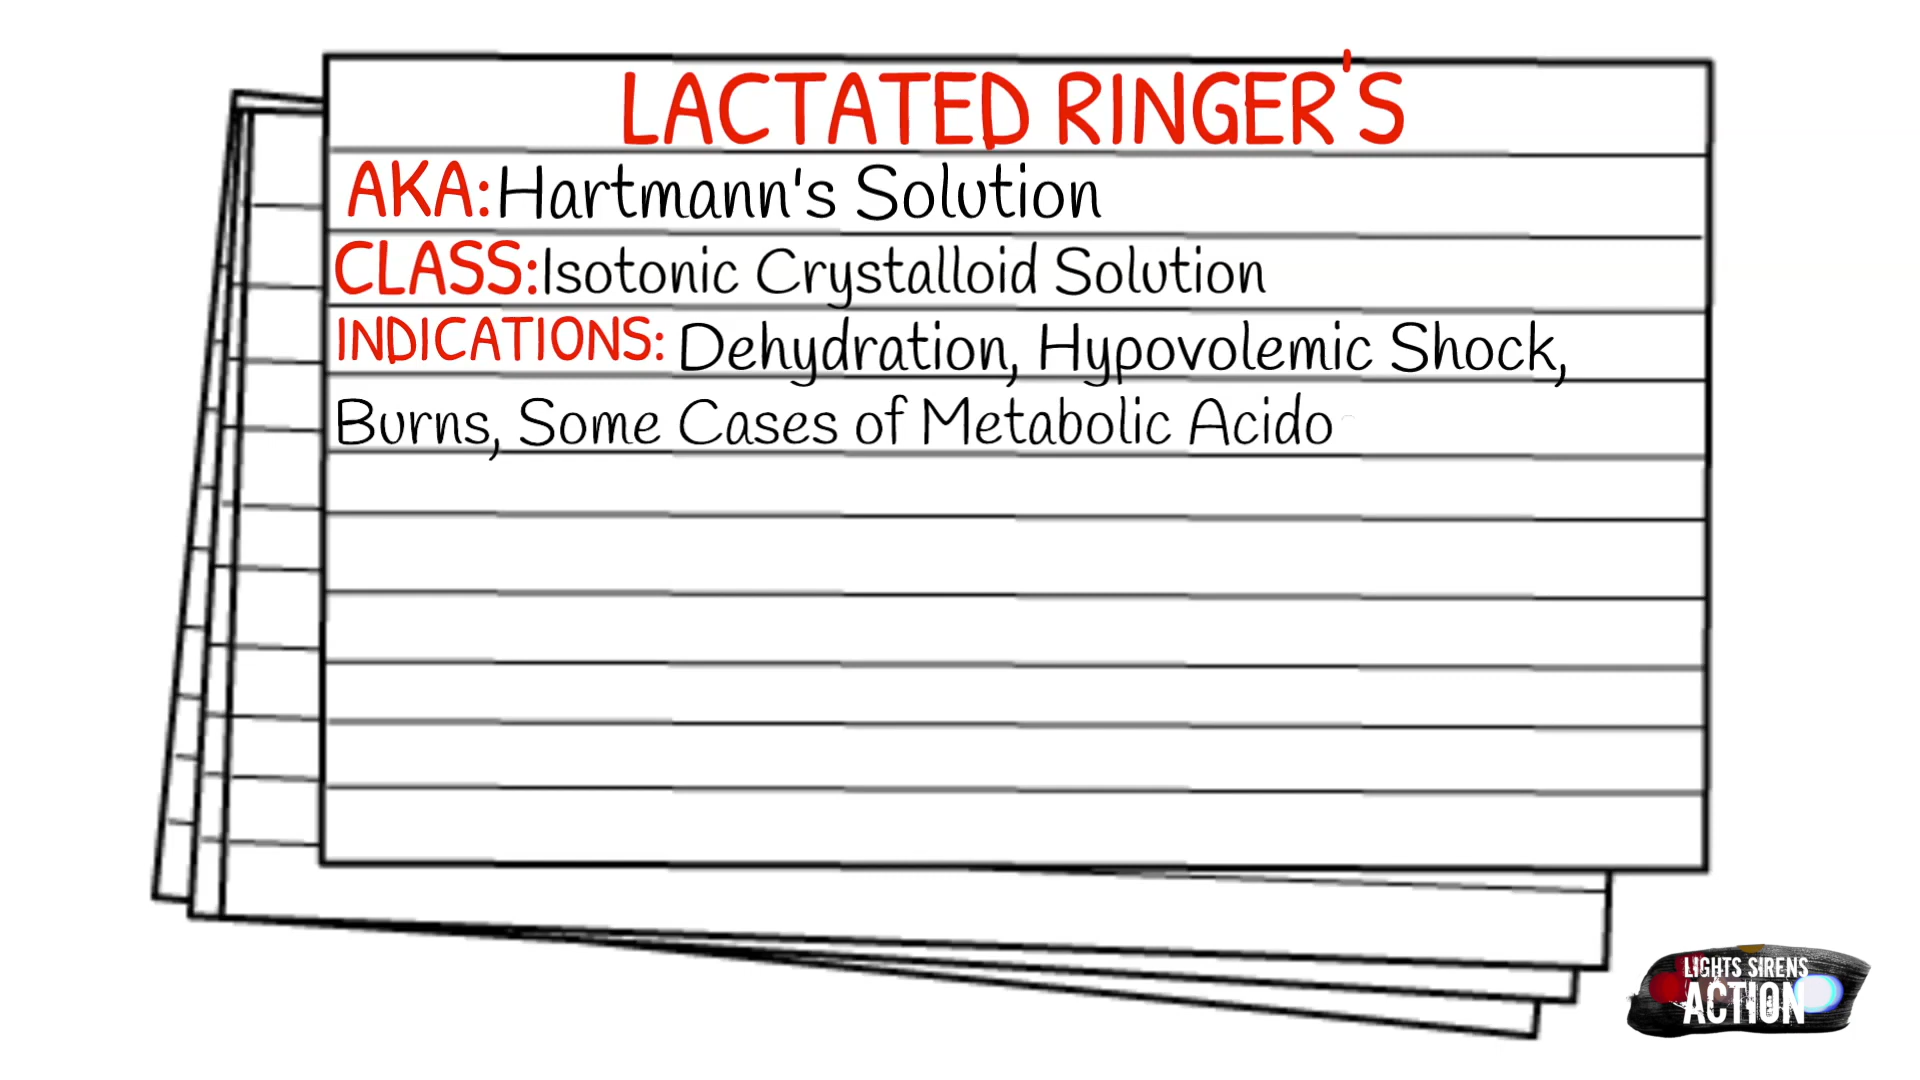 LACTATED RINGER'S
AKA: Hartmann's Solution
CLASS: Isotonic Crystalloid Solution
INDICATIONS: Dehydration, Hypovolemic Shock,
Burns, Some Cases of Metabolic Acido
LIGHTS SIRENS
ACTION